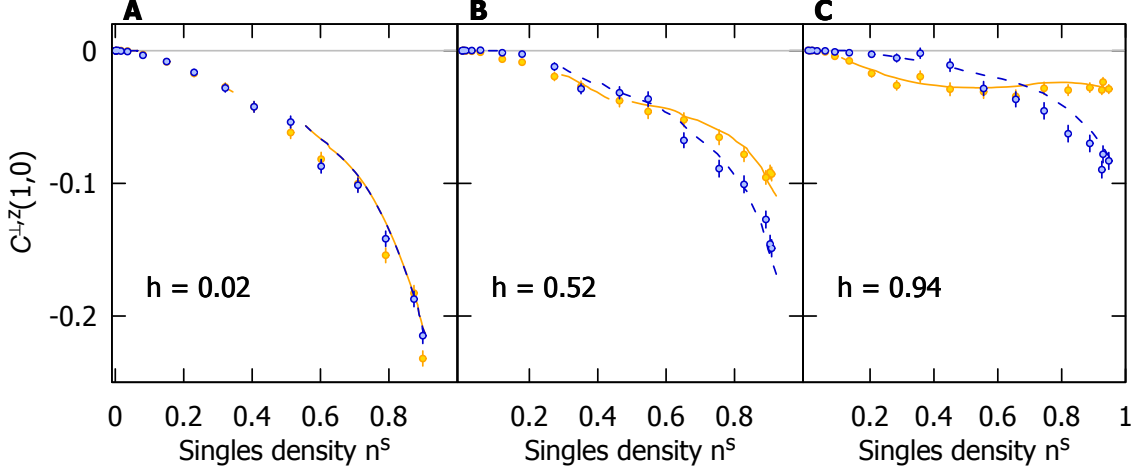 A B C
0
-0.1
-0.2
C⊥,z(1,0)
h = 0.02 h = 0.52 h = 0.94
0 0.2 0.4 0.6 0.8 0.2 0.4 0.6 0.8 0.2 0.4 0.6 0.8 1
Singles density nˢ Singles density nˢ Singles density nˢ